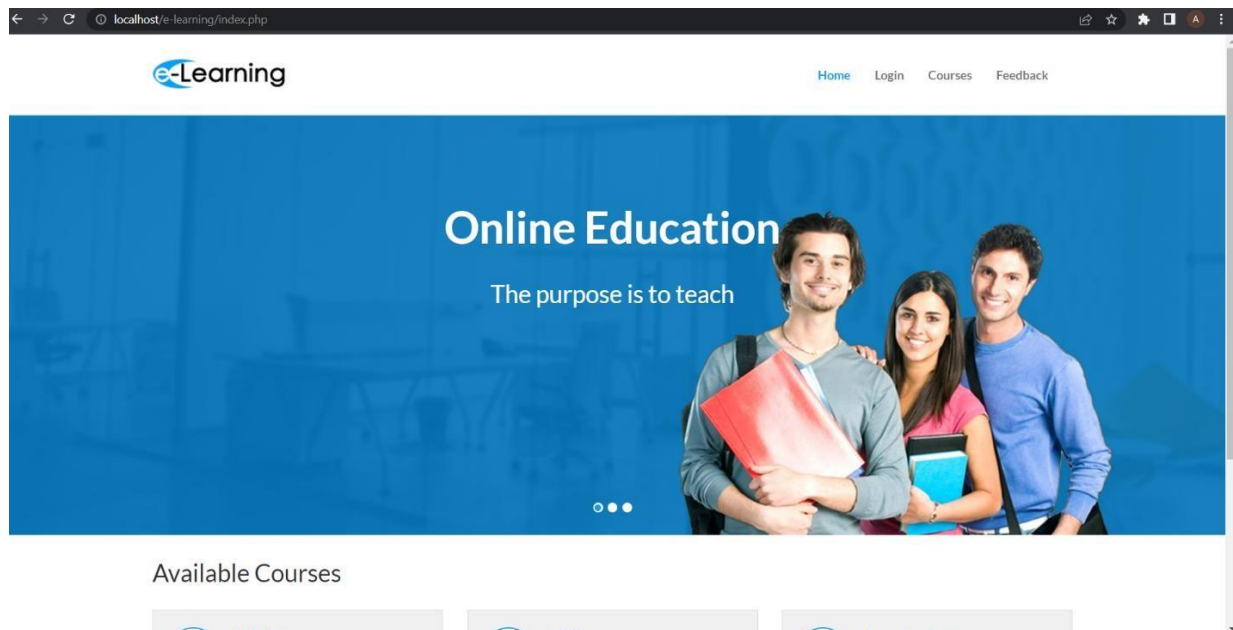 localhost/e-learning/index.php
A
e-Learning
Home Login Courses Feedback
Online Education
The purpose is to teach
Available Courses